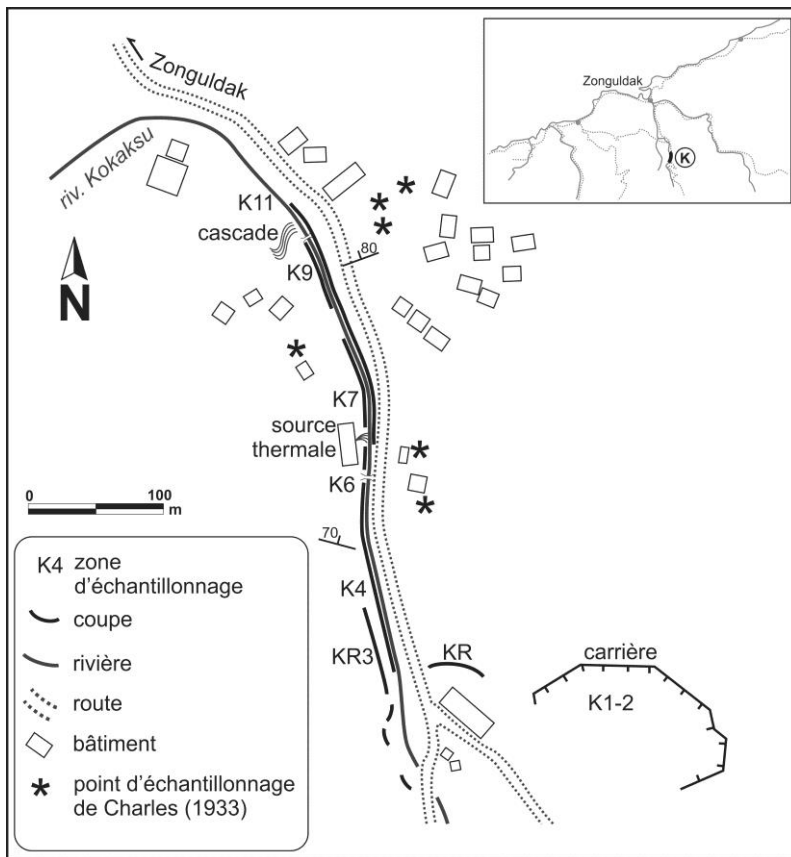 Zonguldak
Zonguldak
K
riv. Kokaksu
K11
cascade
80
K9
N
K7
source
thermale
K6
0 100
m
70
K4
KR3
KR
carrière
K1-2
K4 zone
d'échantillonnage
coupe
rivière
route
bâtiment
* point d'échantillonnage
de Charles (1933)